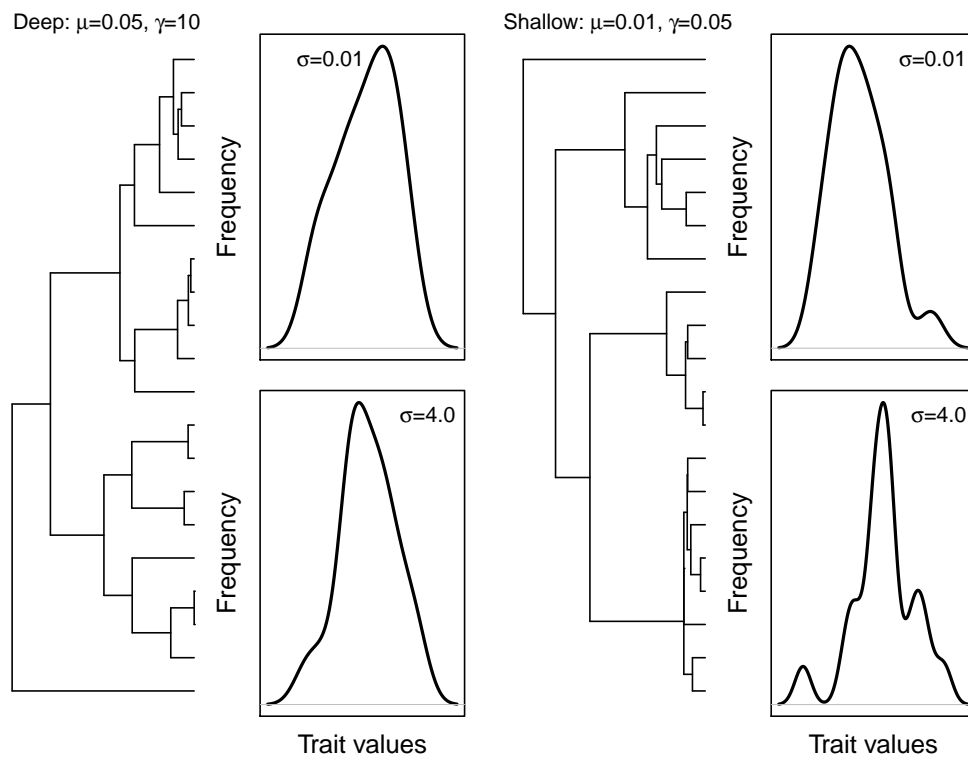 Deep: μ=0.05, γ=10
Shallow: μ=0.01, γ=0.05
σ=0.01
σ=0.01
Frequency
Frequency
σ=4.0
σ=4.0
Frequency
Frequency
Trait values
Trait values